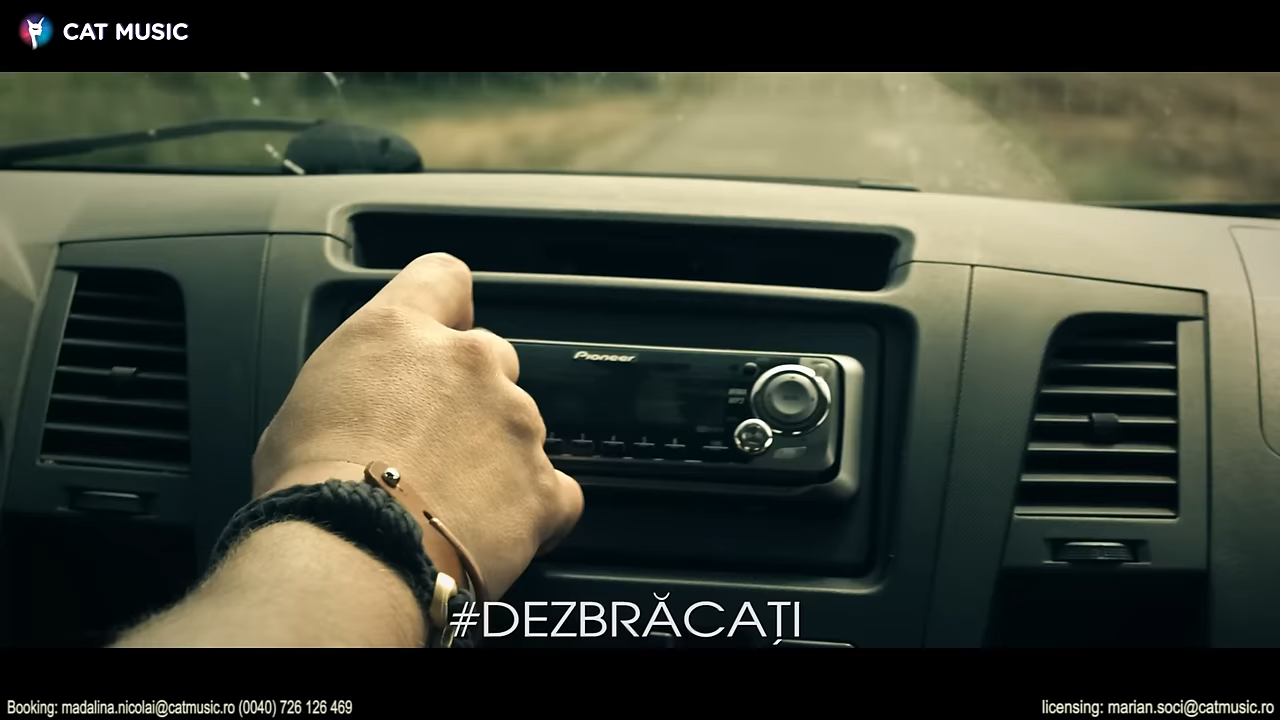 CAT MUSIC
Pioneer
#DEZBRĂCAȚI
Booking: madalina.nicolai@catmusic.ro (0040) 726 126 469
licensing: marian.soci@catmusic.ro